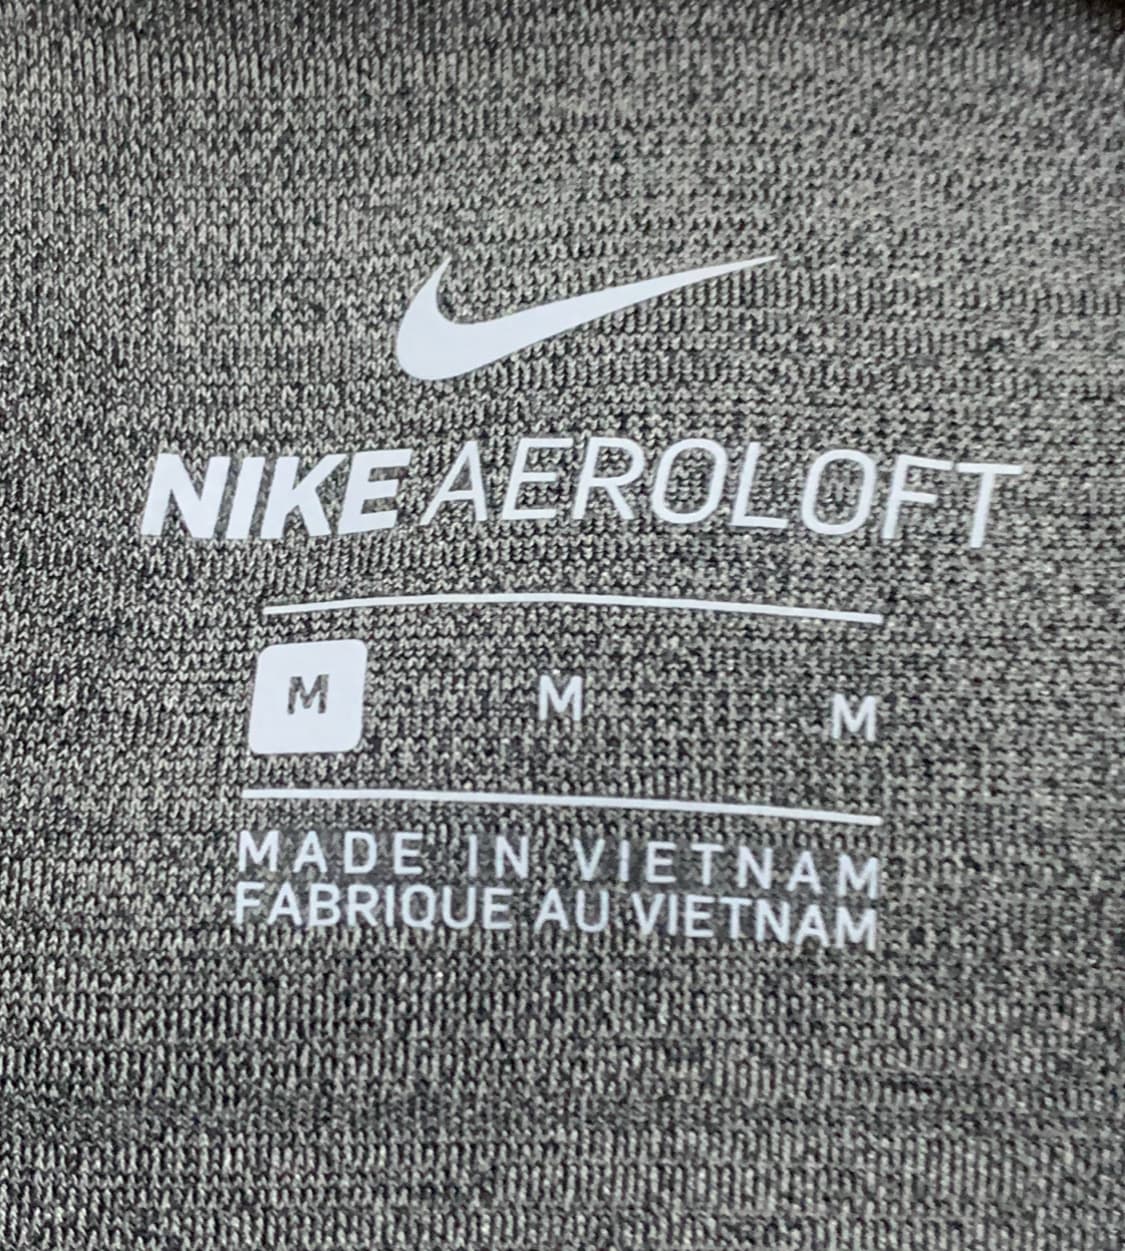 NIKE AEROLOFT
M M M
MADE IN VIETNAM
FABRIQUE AU VIETNAM